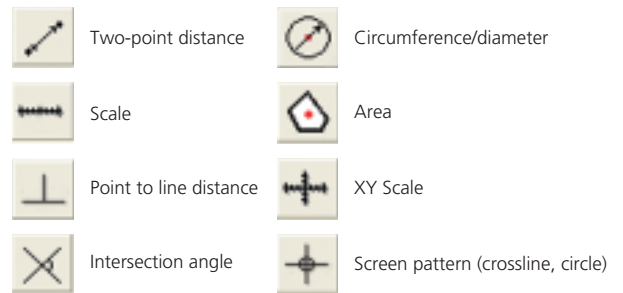 Two-point distance
Circumference/diameter
Scale
Area
Point to line distance
XY Scale
Intersection angle
Screen pattern (crossline, circle)